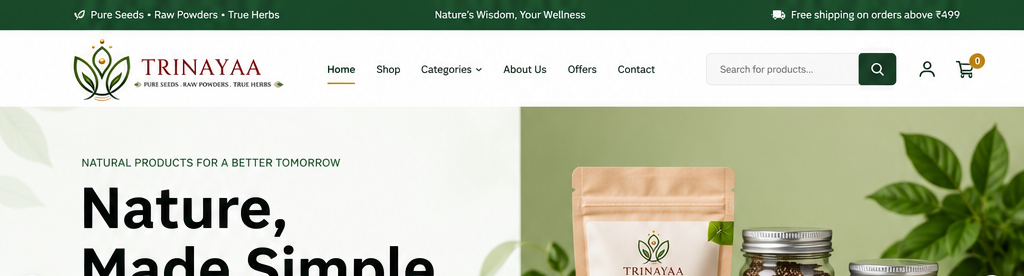 Pure Seeds • Raw Powders • True Herbs
Nature's Wisdom, Your Wellness
Free shipping on orders above ₹499
TRINAYAA
PURE SEEDS . RAW POWDERS . TRUE HERBS
Home
Shop
Categories
About Us
Offers
Contact
Search for products...
0
NATURAL PRODUCTS FOR A BETTER TOMORROW
Nature,
Made Simple
TRINAYAA